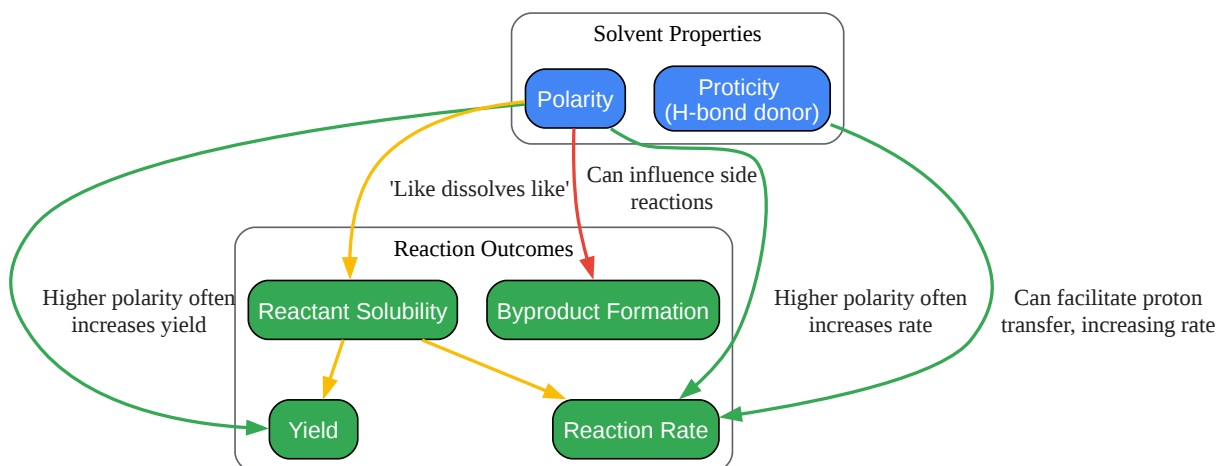 Solvent Properties
Polarity
Proticity
(H-bond donor)
'Like dissolves like'
Can influence side
reactions
Reaction Outcomes
Higher polarity often
increases yield
Reactant Solubility
Byproduct Formation
Higher polarity often
increases rate
Can facilitate proton
transfer, increasing rate
Yield
Reaction Rate